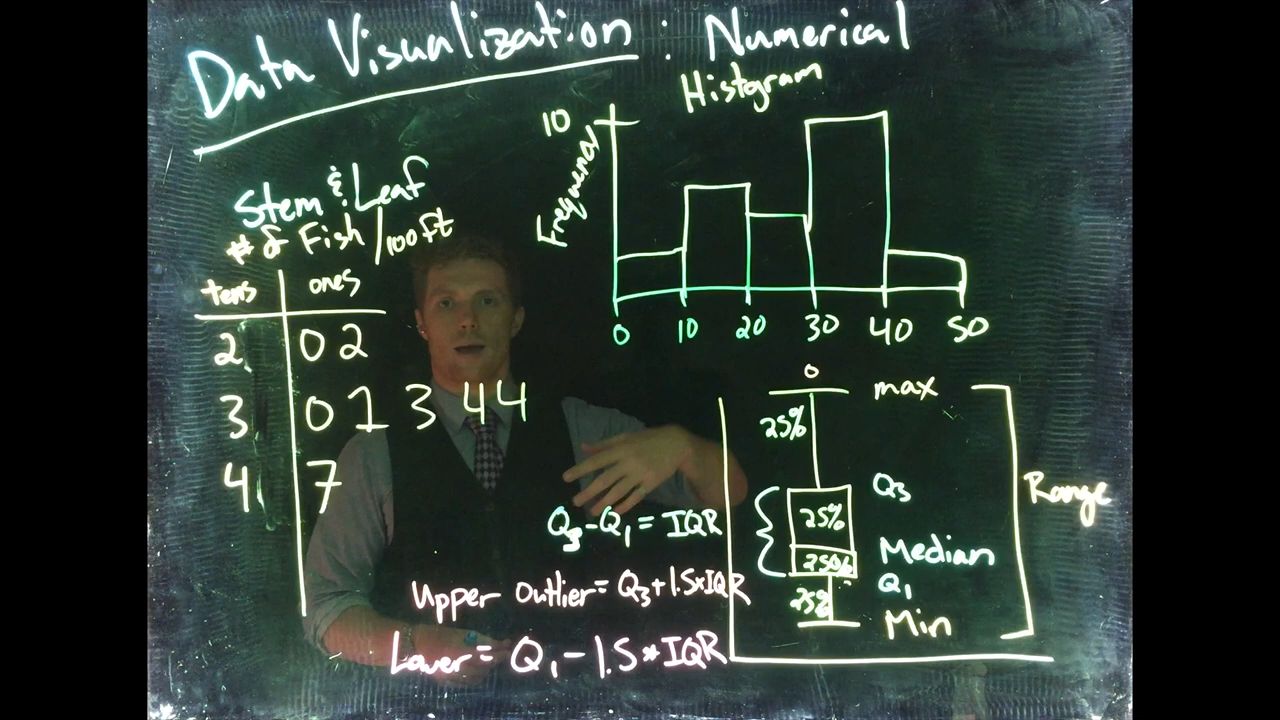 Data Visualization : Numerical
Histogram
10
Frequency
0 10 20 30 40 50
Stem & Leaf
# of Fish/100ft
tens ones
2 0 2
3 0 1 3 4 4
4 7
Q3-Q1 = IQR
Upper Outlier = Q3+1.5*IQR
Lower = Q1-1.5*IQR
0
max
25%
Q3
25%
Median
25%
Q1
25%
Min
Range